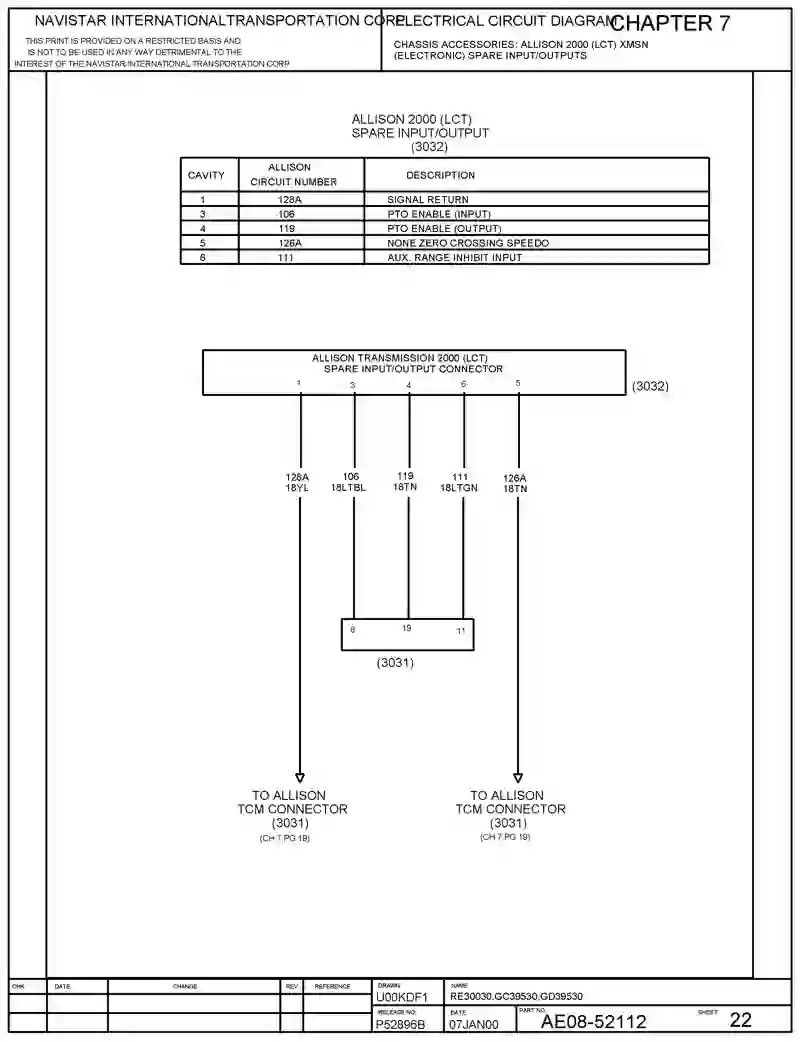 NAVISTAR INTERNATIONALTRANSPORTATION CORP.
ELECTRICAL CIRCUIT DIAGRAM
CHAPTER 7
THIS PRINT IS PROVIDED ON A RESTRICTED BASIS AND
IS NOT TO BE USED IN ANY WAY DETRIMENTAL TO THE
INTEREST OF THE NAVISTAR INTERNATIONAL TRANSPORTATION CORP.
CHASSIS ACCESSORIES: ALLISON 2000 (LCT) XMSN
(ELECTRONIC) SPARE INPUT/OUTPUTS
ALLISON 2000 (LCT)
SPARE INPUT/OUTPUT
(3032)
CAVITY ALLISON CIRCUIT NUMBER DESCRIPTION
1 128A SIGNAL RETURN
3 106 PTO ENABLE (INPUT)
4 119 PTO ENABLE (OUTPUT)
5 126A NONE ZERO CROSSING SPEEDO
6 111 AUX. RANGE INHIBIT INPUT
ALLISON TRANSMISSION 2000 (LCT)
SPARE INPUT/OUTPUT CONNECTOR
1 3 4 6 5
(3032)
128A 106 119 111 126A
18YL 18LTBL 18TN 18LTGN 18TN
19 11
(3031)
TO ALLISON
TCM CONNECTOR
(3031)
(CH 7 PG 19)
TO ALLISON
TCM CONNECTOR
(3031)
(CH 7 PG 19)
CHK DATE CHANGE REV REFERENCE
DRAWN
U00KDF1
NAME
RE30030,GC39530,GD39530
RELEASE NO.
P52896B
DATE
07JAN00
PART NO.
AE08-52112
SHEET
22